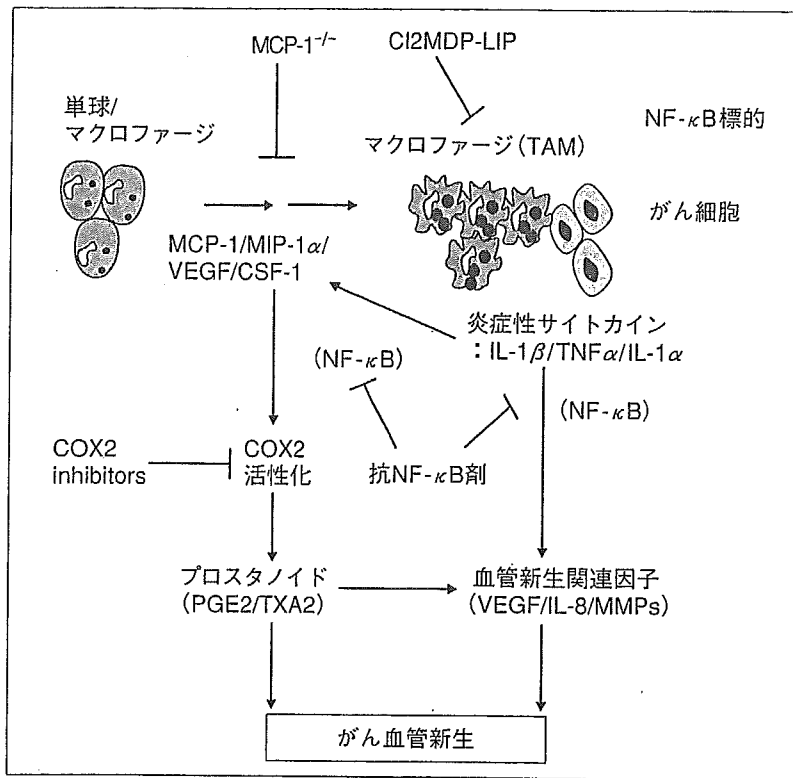 MCP-1⁻/⁻
Cl2MDP-LIP
単球/
マクロファージ
NF-κB標的
マクロファージ(TAM)
がん細胞
MCP-1/MIP-1α/
VEGF/CSF-1
炎症性サイトカイン
:IL-1β/TNFα/IL-1α
(NF-κB)
(NF-κB)
COX2
inhibitors
COX2
活性化
抗NF-κB剤
プロスタノイド
(PGE2/TXA2)
血管新生関連因子
(VEGF/IL-8/MMPs)
がん血管新生